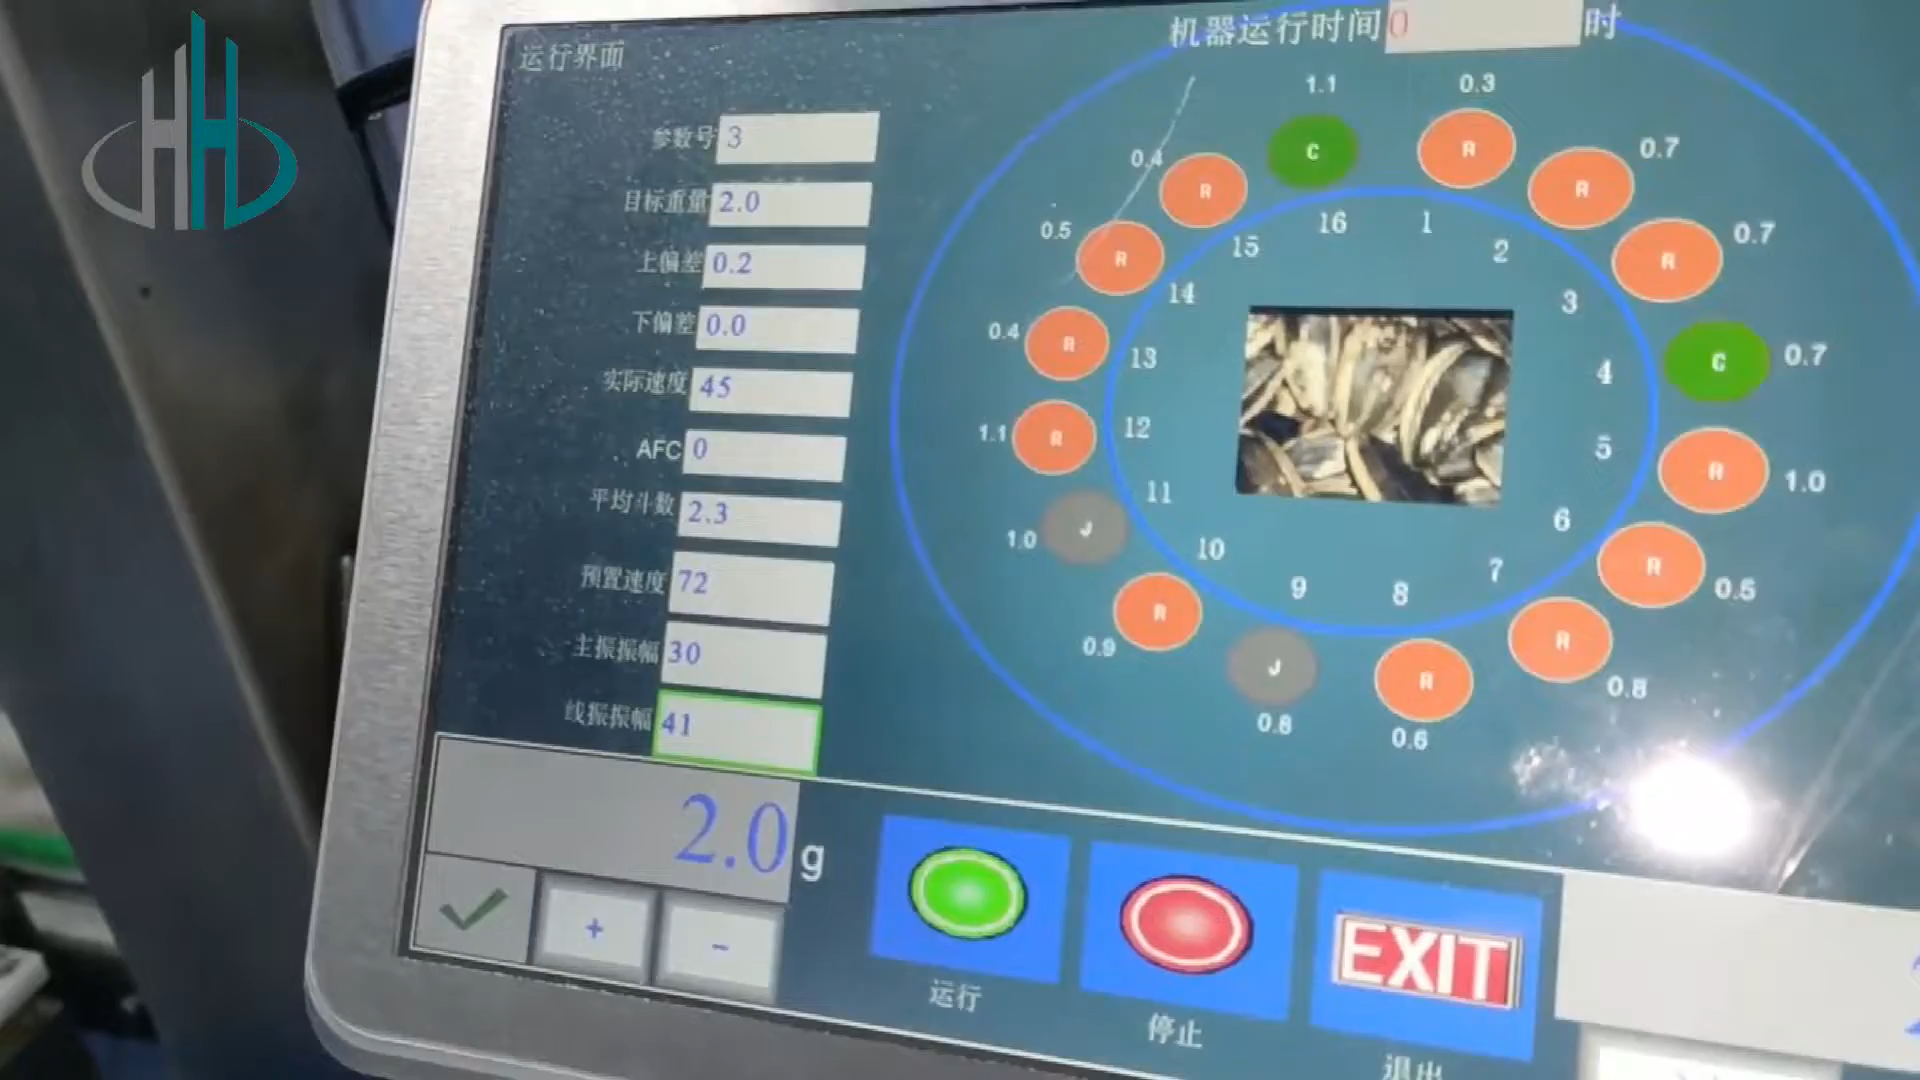 运行界面
机器运行时间 0 时
参数号 3
目标重量 2.0
上偏差 0.2
下偏差 0.0
实际速度 45
AFC 0
平均斗数 2.3
预置速度 72
主振振幅 30
线振振幅 41
2.0 g
+ -
1.1 C 16
0.3 R 1
0.7 R 2
0.7 R 3
0.7 C 4
1.0 R 5
0.5 R 6
0.8 R 7
0.6 R 8
0.8 J 9
0.9 R 10
1.0 J 11
1.1 R 12
0.4 R 13
0.5 R 14
0.4 R 15
运行
停止
EXIT
退出